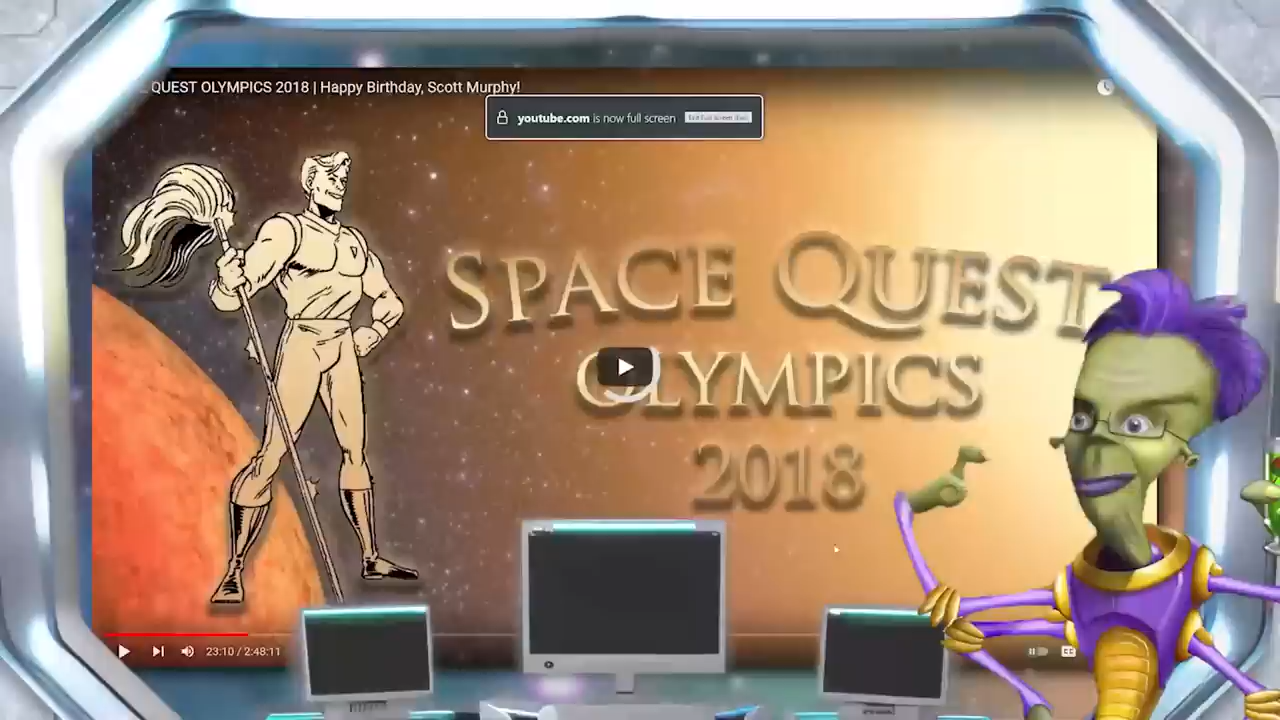 QUEST OLYMPICS 2018 | Happy Birthday, Scott Murphy!
youtube.com is now full screen
SPACE QUEST
OLYMPICS
2018
23:10 / 2:48:11
CC